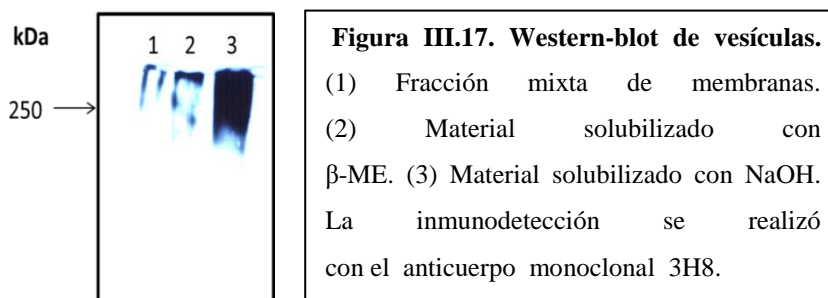 kDa
1 2 3
250
Figura III.17. Western-blot de vesículas.
(1) Fracción mixta de membranas.
(2) Material solubilizado con
β-ME. (3) Material solubilizado con NaOH.
La inmunodetección se realizó
con el anticuerpo monoclonal 3H8.